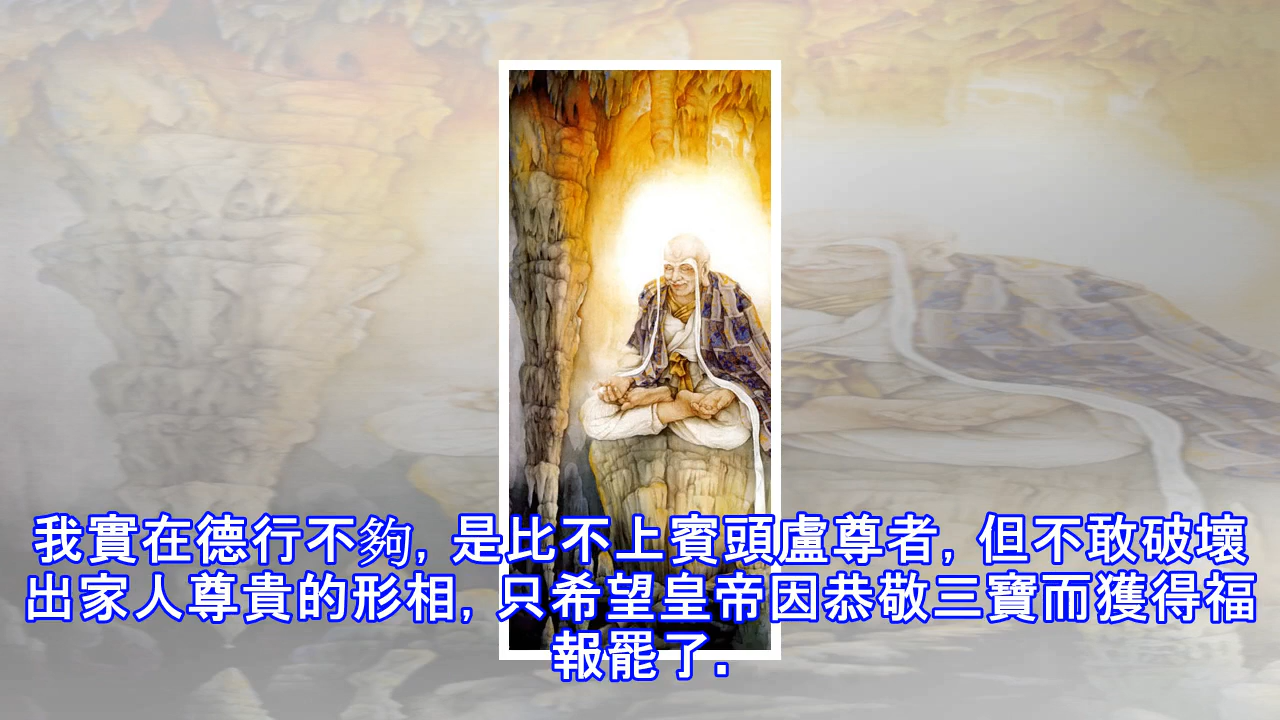 我實在德行不夠, 是比不上賓頭盧尊者, 但不敢破壞
出家人尊貴的形相, 只希望皇帝因恭敬三寶而獲得福
報罷了.